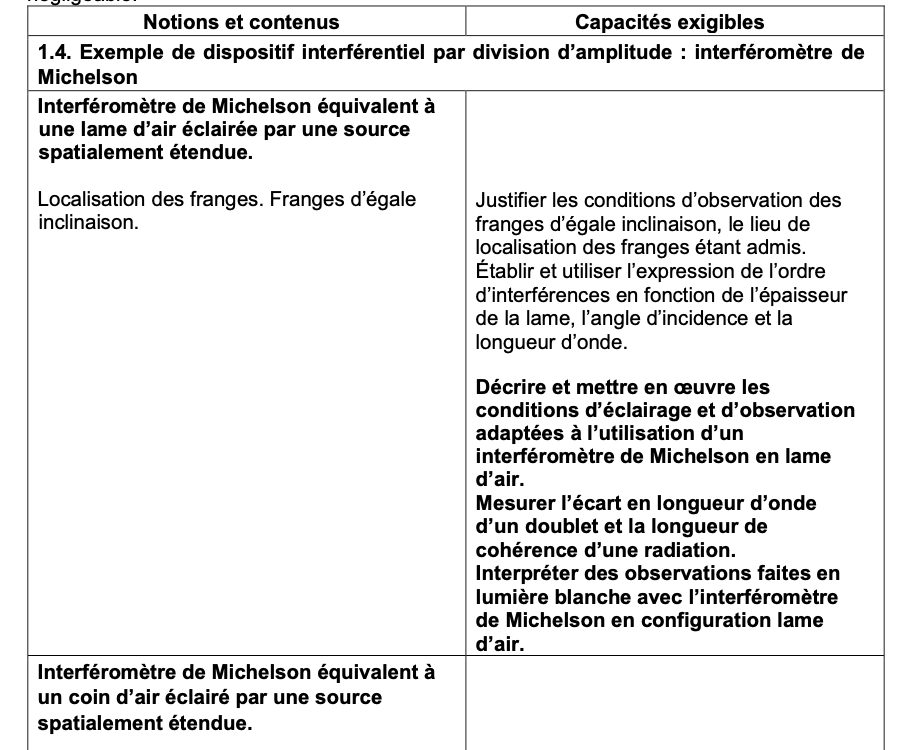 négligeable.
Notions et contenus
Capacités exigibles
1.4. Exemple de dispositif interférentiel par division d’amplitude : interféromètre de
Michelson
Interféromètre de Michelson équivalent à
une lame d’air éclairée par une source
spatialement étendue.
Localisation des franges. Franges d’égale
inclinaison.
Justifier les conditions d’observation des
franges d’égale inclinaison, le lieu de
localisation des franges étant admis.
Établir et utiliser l’expression de l’ordre
d’interférences en fonction de l’épaisseur
de la lame, l’angle d’incidence et la
longueur d’onde.
Décrire et mettre en œuvre les
conditions d’éclairage et d’observation
adaptées à l’utilisation d’un
interféromètre de Michelson en lame
d’air.
Mesurer l’écart en longueur d’onde
d’un doublet et la longueur de
cohérence d’une radiation.
Interpréter des observations faites en
lumière blanche avec l’interféromètre
de Michelson en configuration lame
d’air.
Interféromètre de Michelson équivalent à
un coin d’air éclairé par une source
spatialement étendue.